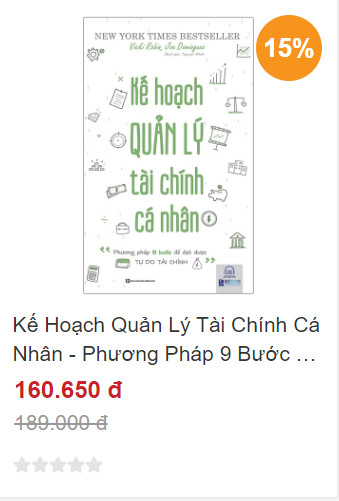 NEW YORK TIMES BESTSELLER
15%
Vicki Robin, Joe Dominguez
Kế hoạch
QUẢN LÝ
tài chính
cá nhân
Phương pháp 9 bước để đạt được
TỰ DO TÀI CHÍNH
Kế Hoạch Quản Lý Tài Chính Cá
Nhân - Phương Pháp 9 Bước ...
160.650 đ
189.000 đ